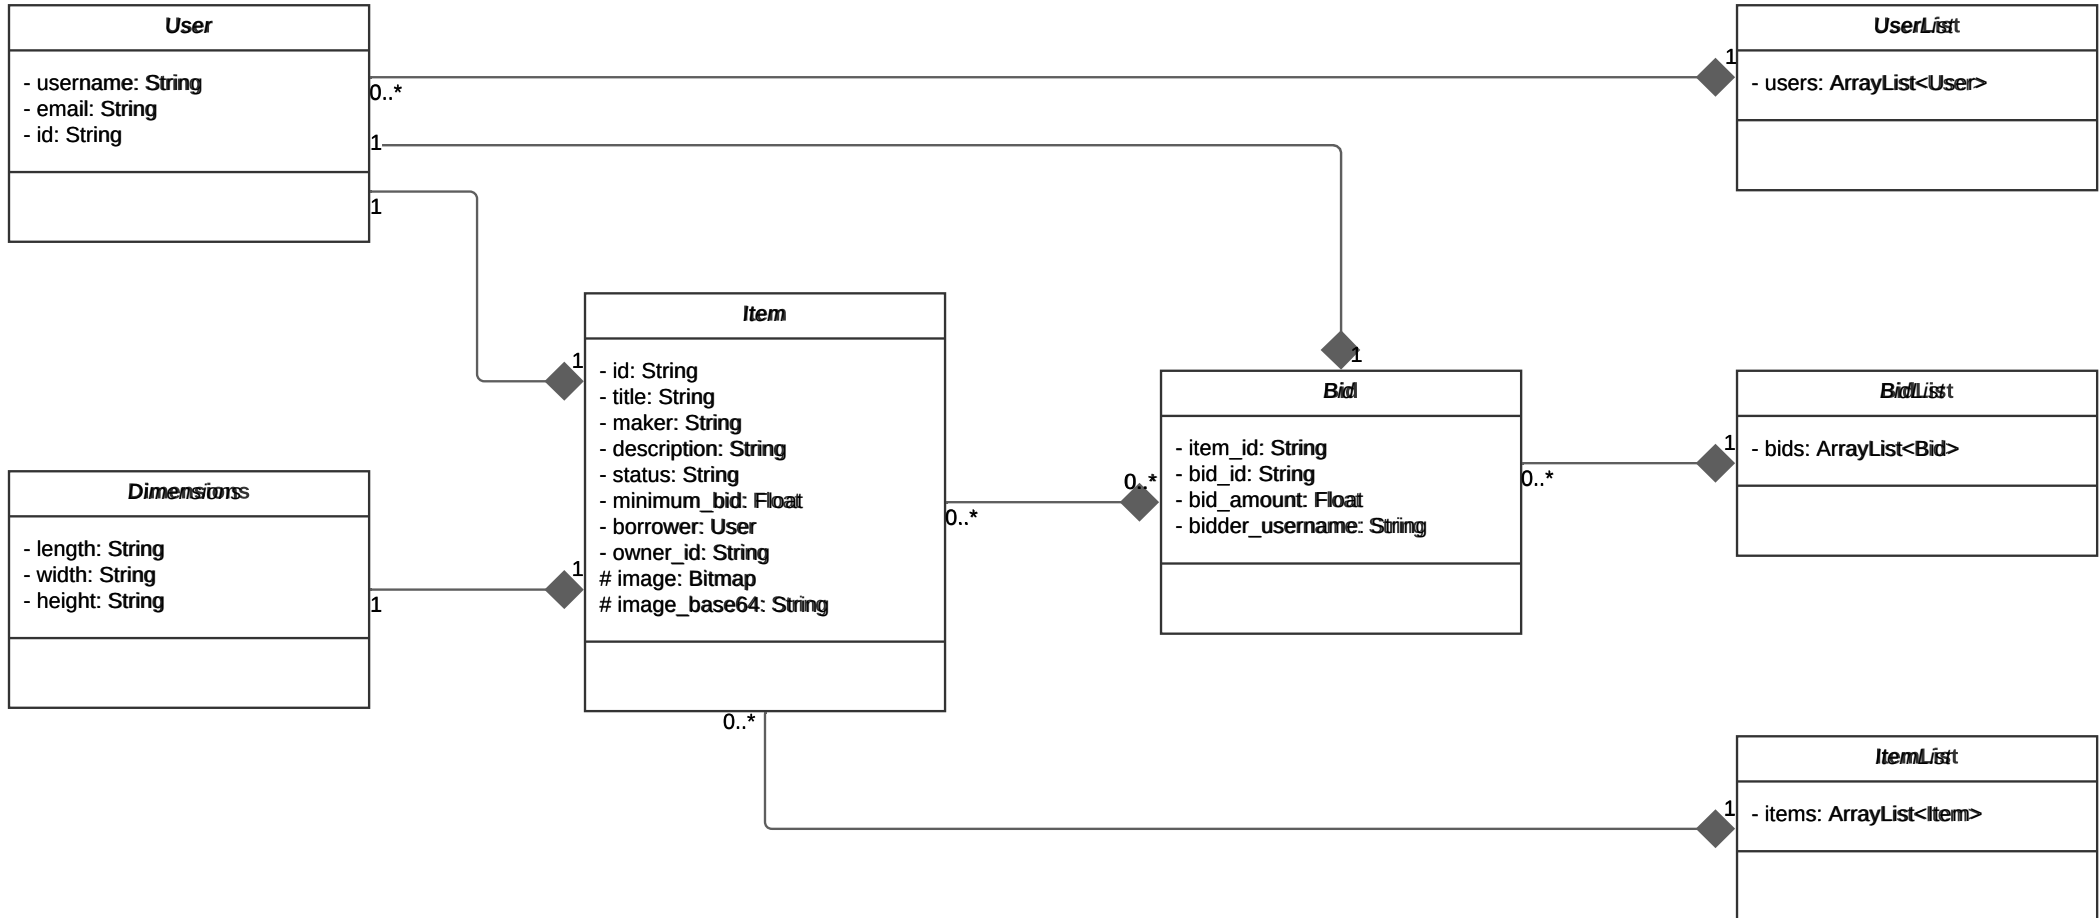 User
- username: String
- email: String
- id: String
0..*
1
1
UserList
1
- users: ArrayList<User>
Item
1
- id: String
- title: String
- maker: String
- description: String
- status: String
- minimum_bid: Float
- borrower: User
- owner_id: String
# image: Bitmap
# image_base64: String
1
0..*
0..*
Dimensions
- length: String
- width: String
- height: String
1
1
Bid
0..*
- item_id: String
- bid_id: String
- bid_amount: Float
- bidder_username: String
0..*
BidList
1
- bids: ArrayList<Bid>
ItemList
1
- items: ArrayList<Item>